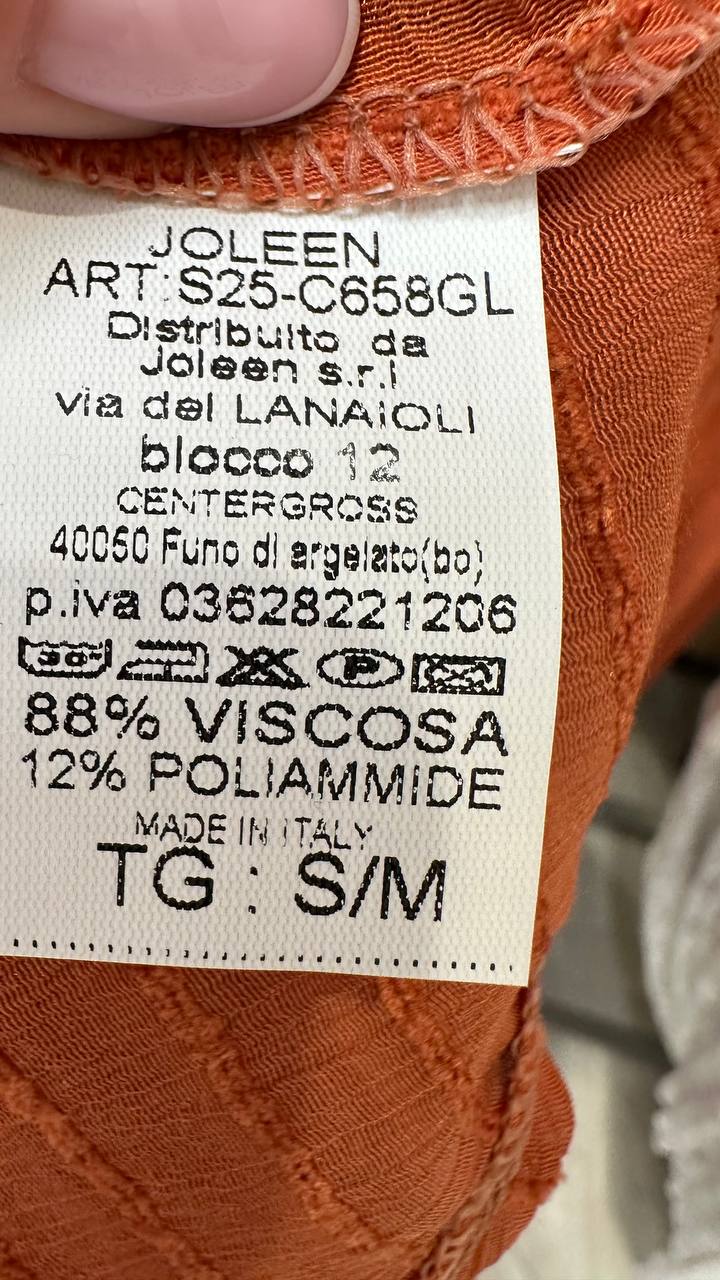 JOLEEN
ART:S25-C658GL
Distribuito da
Joleen s.r.l
via del LANAIOLI
blocco 12
CENTERGROSS
40050 Funo di argelato(bo)
p.iva 03628221206
30 P
88% VISCOSA
12% POLIAMMIDE
MADE IN ITALY
TG : S/M